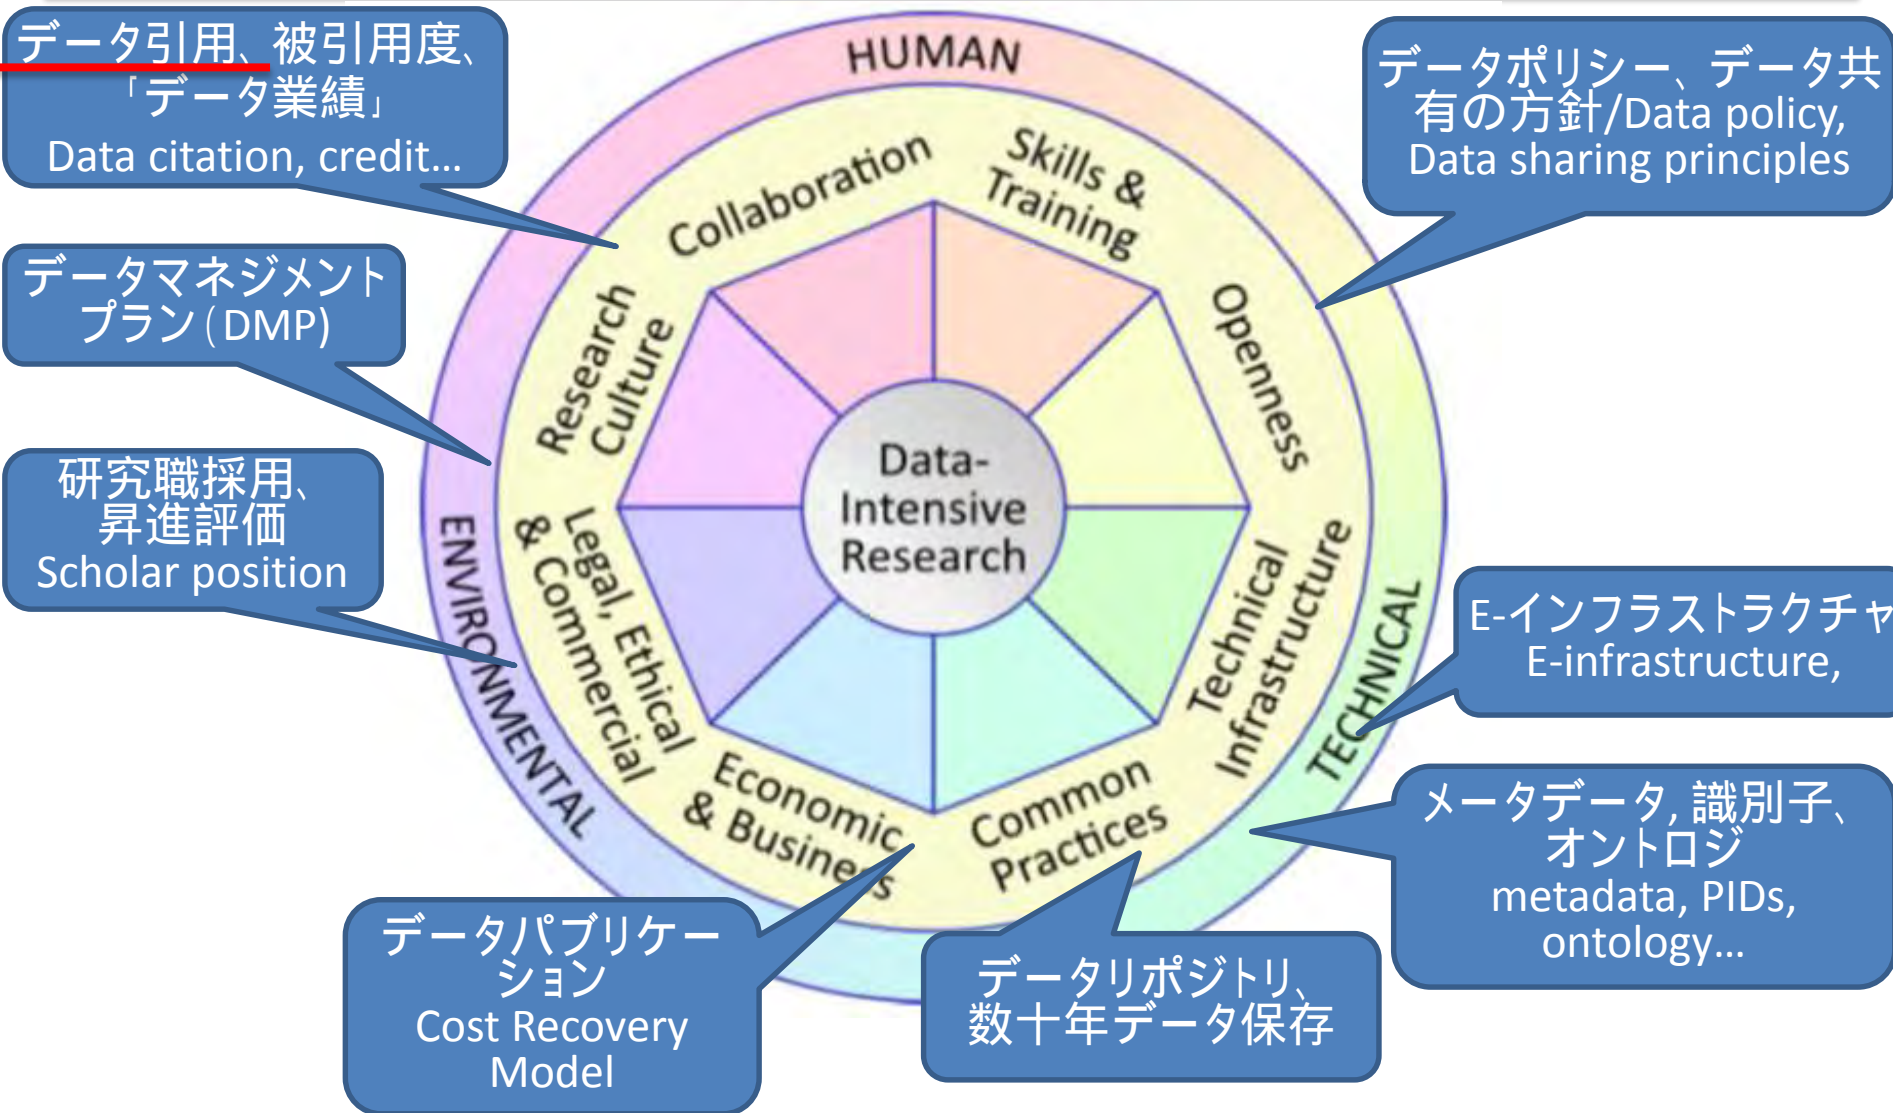 データ引用、被引用度、
「データ業績」
Data citation, credit...
データポリシー、データ共
有の方針/Data policy,
Data sharing principles
データマネジメント
プラン(DMP)
研究職採用、
昇進評価
Scholar position
E-インフラストラクチャ
E-infrastructure,
メータデータ, 識別子、
オントロジ
metadata, PIDs,
ontology...
データパブリケー
ション
Cost Recovery
Model
データリポジトリ、
数十年データ保存
HUMAN
TECHNICAL
ENVIRONMENTAL
Collaboration
Skills &
Training
Openness
Technical
Infrastructure
Common
Practices
Economic
& Business
Legal, Ethical
& Commercial
Research
Culture
Data-
Intensive
Research